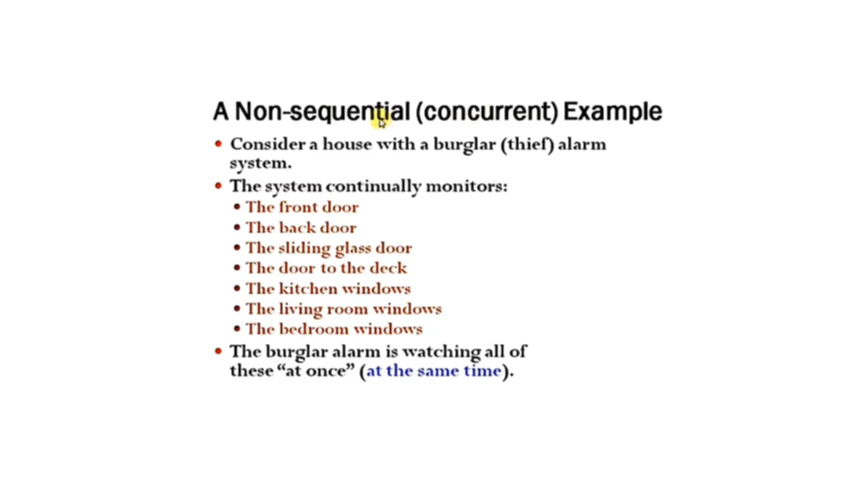 A Non-sequential (concurrent) Example
• Consider a house with a burglar (thief) alarm
system.
• The system continually monitors:
• The front door
• The back door
• The sliding glass door
• The door to the deck
• The kitchen windows
• The living room windows
• The bedroom windows
• The burglar alarm is watching all of
these “at once” (at the same time).